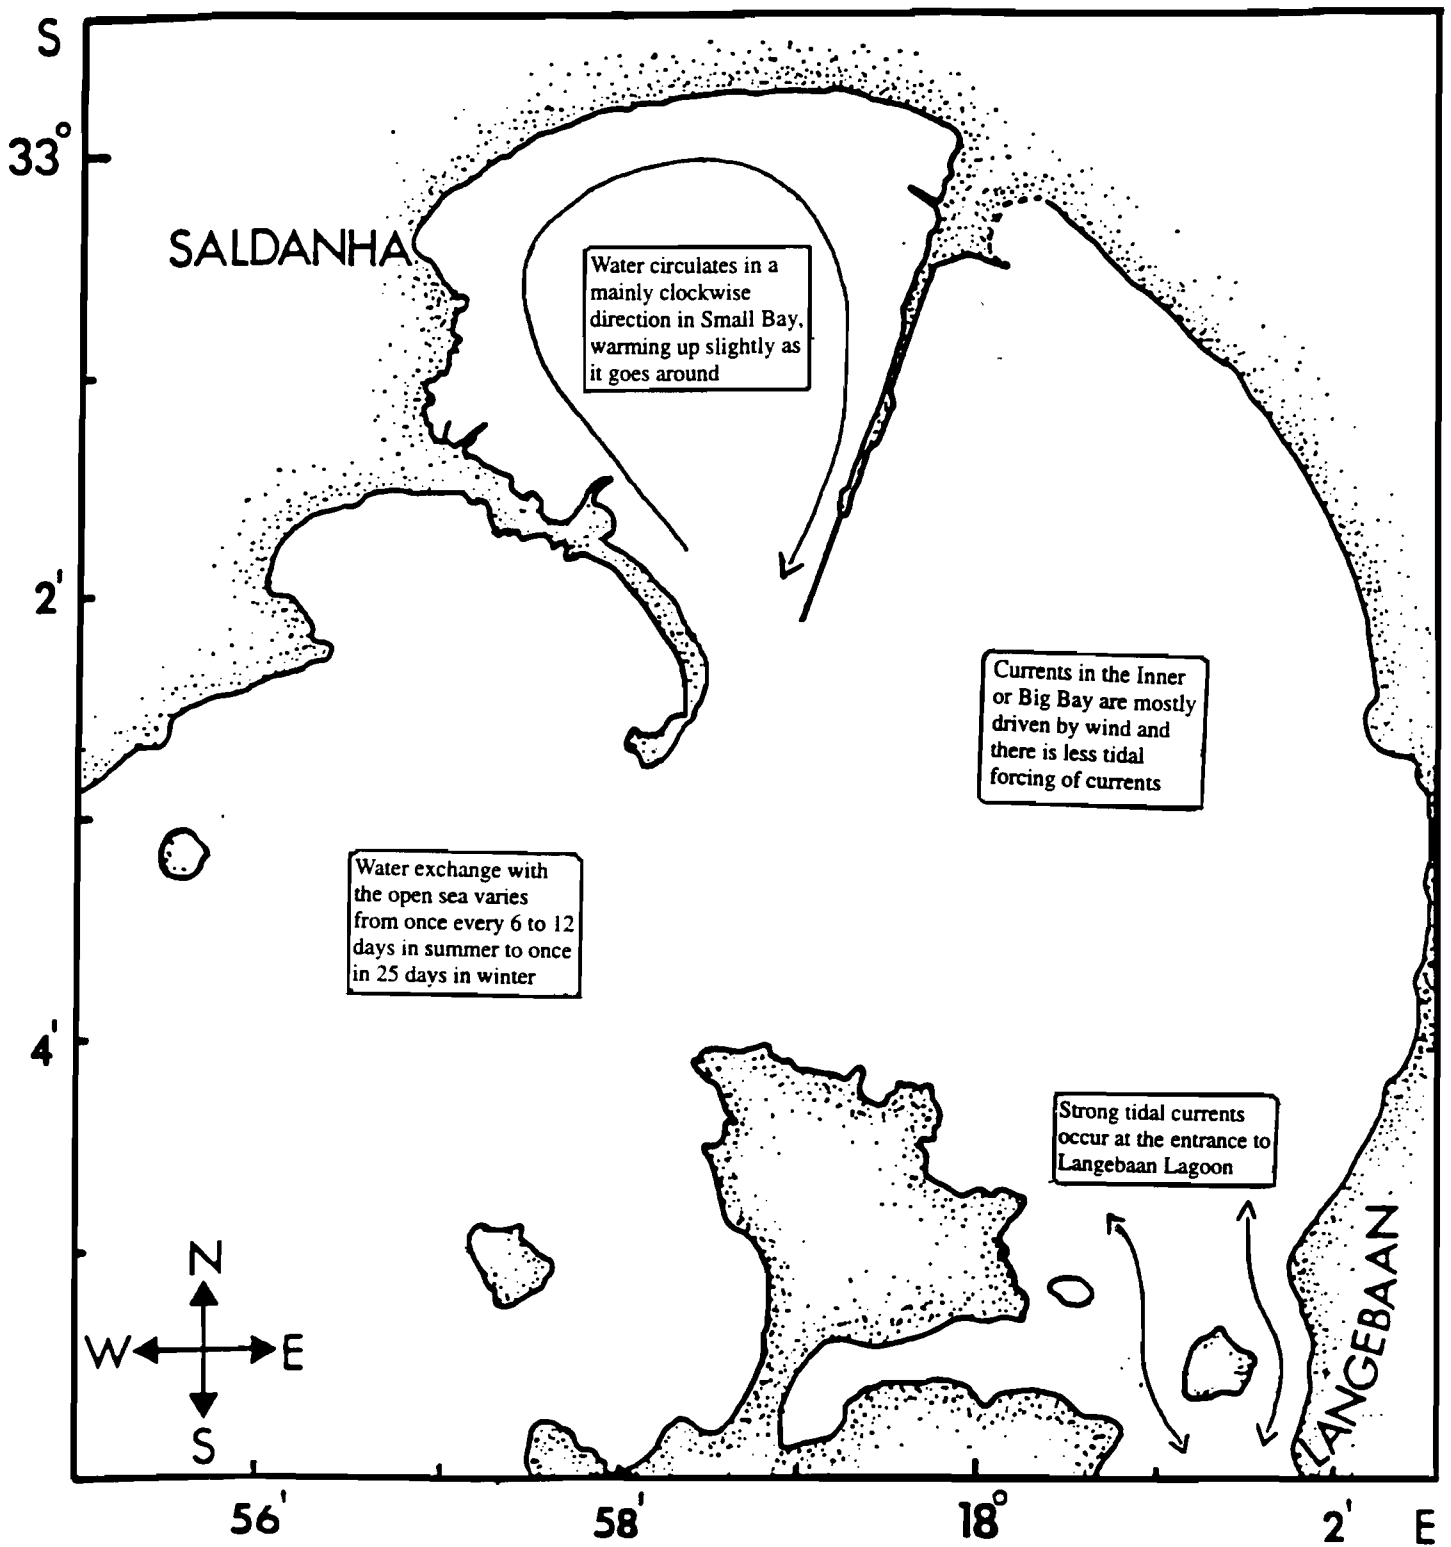 S
33°
SALDANHA
Water circulates in a
mainly clockwise
direction in Small Bay,
warming up slightly as
it goes around
2'
Currents in the Inner
or Big Bay are mostly
driven by wind and
there is less tidal
forcing of currents
Water exchange with
the open sea varies
from once every 6 to 12
days in summer to once
in 25 days in winter
4'
Strong tidal currents
occur at the entrance to
Langebaan Lagoon
LANGEBAAN
N
W E
S
56' 58' 18° 2' E